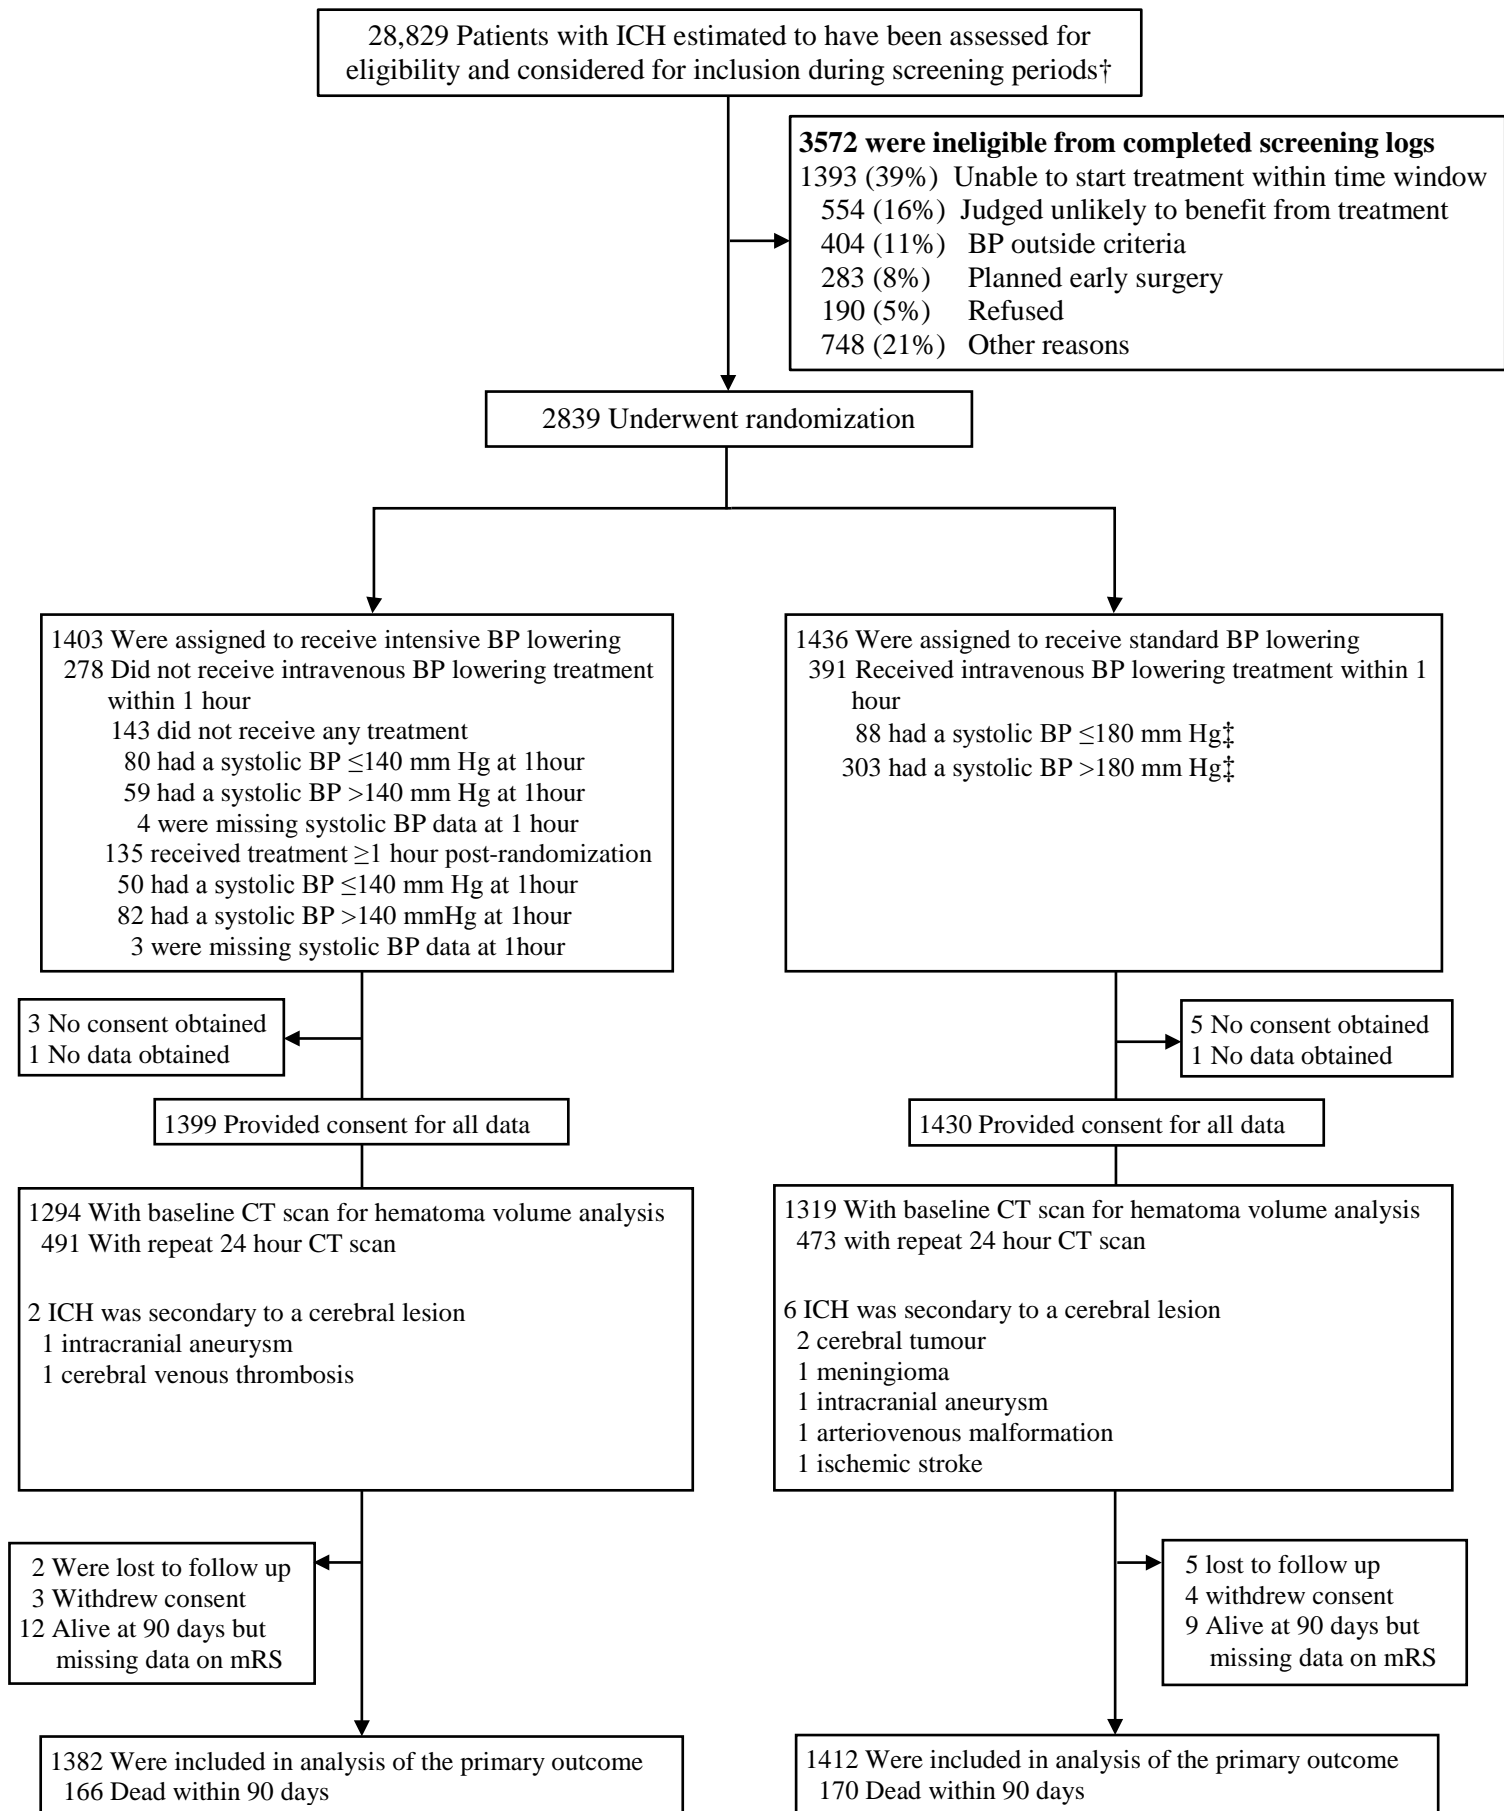 28,829 Patients with ICH estimated to have been assessed for
eligibility and considered for inclusion during screening periods†
3572 were ineligible from completed screening logs
1393 (39%) Unable to start treatment within time window
554 (16%) Judged unlikely to benefit from treatment
404 (11%) BP outside criteria
283 (8%) Planned early surgery
190 (5%) Refused
748 (21%) Other reasons
2839 Underwent randomization
1403 Were assigned to receive intensive BP lowering
278 Did not receive intravenous BP lowering treatment
within 1 hour
143 did not receive any treatment
80 had a systolic BP ≤140 mm Hg at 1hour
59 had a systolic BP >140 mm Hg at 1hour
4 were missing systolic BP data at 1 hour
135 received treatment ≥1 hour post-randomization
50 had a systolic BP ≤140 mm Hg at 1hour
82 had a systolic BP >140 mmHg at 1hour
3 were missing systolic BP data at 1hour
1436 Were assigned to receive standard BP lowering
391 Received intravenous BP lowering treatment within 1
hour
88 had a systolic BP ≤180 mm Hg‡
303 had a systolic BP >180 mm Hg‡
3 No consent obtained
1 No data obtained
5 No consent obtained
1 No data obtained
1399 Provided consent for all data
1430 Provided consent for all data
1294 With baseline CT scan for hematoma volume analysis
491 With repeat 24 hour CT scan
2 ICH was secondary to a cerebral lesion
1 intracranial aneurysm
1 cerebral venous thrombosis
1319 With baseline CT scan for hematoma volume analysis
473 with repeat 24 hour CT scan
6 ICH was secondary to a cerebral lesion
2 cerebral tumour
1 meningioma
1 intracranial aneurysm
1 arteriovenous malformation
1 ischemic stroke
2 Were lost to follow up
3 Withdrew consent
12 Alive at 90 days but
missing data on mRS
5 lost to follow up
4 withdrew consent
9 Alive at 90 days but
missing data on mRS
1382 Were included in analysis of the primary outcome
166 Dead within 90 days
1412 Were included in analysis of the primary outcome
170 Dead within 90 days